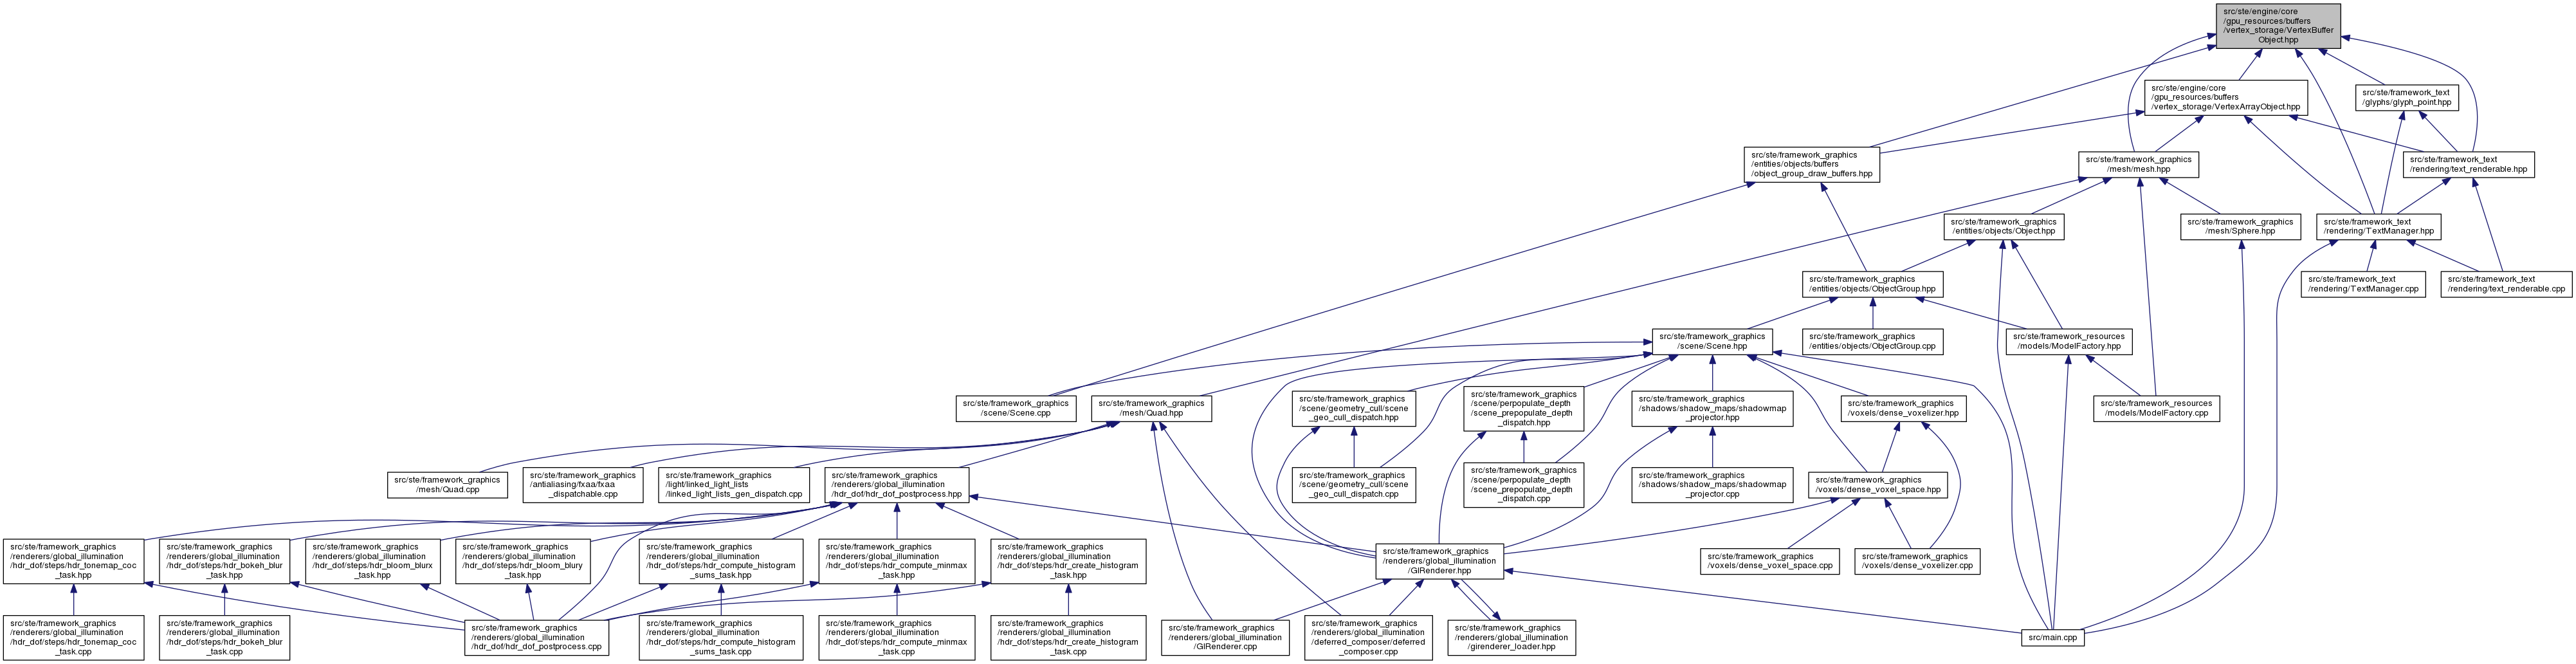 src/ste/engine/core
/gpu_resources/buffers
/vertex_storage/VertexBuffer
Object.hpp
src/ste/engine/core
/gpu_resources/buffers
/vertex_storage/VertexArrayObject.hpp
src/ste/framework_text
/glyphs/glyph_point.hpp
src/ste/framework_graphics
/entities/objects/buffers
/object_group_draw_buffers.hpp
src/ste/framework_graphics
/mesh/mesh.hpp
src/ste/framework_text
/rendering/text_renderable.hpp
src/ste/framework_graphics
/entities/objects/Object.hpp
src/ste/framework_graphics
/mesh/Sphere.hpp
src/ste/framework_text
/rendering/TextManager.hpp
src/ste/framework_graphics
/entities/objects/ObjectGroup.hpp
src/ste/framework_text
/rendering/TextManager.cpp
src/ste/framework_text
/rendering/text_renderable.cpp
src/ste/framework_graphics
/scene/Scene.hpp
src/ste/framework_graphics
/entities/objects/ObjectGroup.cpp
src/ste/framework_resources
/models/ModelFactory.hpp
src/ste/framework_graphics
/scene/Scene.cpp
src/ste/framework_graphics
/mesh/Quad.hpp
src/ste/framework_graphics
/scene/geometry_cull/scene
_geo_cull_dispatch.hpp
src/ste/framework_graphics
/scene/perpopulate_depth
/scene_prepopulate_depth
_dispatch.hpp
src/ste/framework_graphics
/shadows/shadow_maps/shadowmap
_projector.hpp
src/ste/framework_graphics
/voxels/dense_voxelizer.hpp
src/ste/framework_resources
/models/ModelFactory.cpp
src/ste/framework_graphics
/mesh/Quad.cpp
src/ste/framework_graphics
/antialiasing/fxaa/fxaa
_dispatchable.cpp
src/ste/framework_graphics
/light/linked_light_lists
/linked_light_lists_gen_dispatch.cpp
src/ste/framework_graphics
/renderers/global_illumination
/hdr_dof/hdr_dof_postprocess.hpp
src/ste/framework_graphics
/scene/geometry_cull/scene
_geo_cull_dispatch.cpp
src/ste/framework_graphics
/scene/perpopulate_depth
/scene_prepopulate_depth
_dispatch.cpp
src/ste/framework_graphics
/shadows/shadow_maps/shadowmap
_projector.cpp
src/ste/framework_graphics
/voxels/dense_voxel_space.hpp
src/ste/framework_graphics
/renderers/global_illumination
/hdr_dof/steps/hdr_tonemap_coc
_task.hpp
src/ste/framework_graphics
/renderers/global_illumination
/hdr_dof/steps/hdr_bokeh_blur
_task.hpp
src/ste/framework_graphics
/renderers/global_illumination
/hdr_dof/steps/hdr_bloom_blurx
_task.hpp
src/ste/framework_graphics
/renderers/global_illumination
/hdr_dof/steps/hdr_bloom_blury
_task.hpp
src/ste/framework_graphics
/renderers/global_illumination
/hdr_dof/steps/hdr_compute_histogram
_sums_task.hpp
src/ste/framework_graphics
/renderers/global_illumination
/hdr_dof/steps/hdr_compute_minmax
_task.hpp
src/ste/framework_graphics
/renderers/global_illumination
/hdr_dof/steps/hdr_create_histogram
_task.hpp
src/ste/framework_graphics
/renderers/global_illumination
/GIRenderer.hpp
src/ste/framework_graphics
/voxels/dense_voxel_space.cpp
src/ste/framework_graphics
/voxels/dense_voxelizer.cpp
src/ste/framework_graphics
/renderers/global_illumination
/hdr_dof/steps/hdr_tonemap_coc
_task.cpp
src/ste/framework_graphics
/renderers/global_illumination
/hdr_dof/steps/hdr_bokeh_blur
_task.cpp
src/ste/framework_graphics
/renderers/global_illumination
/hdr_dof/hdr_dof_postprocess.cpp
src/ste/framework_graphics
/renderers/global_illumination
/hdr_dof/steps/hdr_compute_histogram
_sums_task.cpp
src/ste/framework_graphics
/renderers/global_illumination
/hdr_dof/steps/hdr_compute_minmax
_task.cpp
src/ste/framework_graphics
/renderers/global_illumination
/hdr_dof/steps/hdr_create_histogram
_task.cpp
src/ste/framework_graphics
/renderers/global_illumination
/GIRenderer.cpp
src/ste/framework_graphics
/renderers/global_illumination
/deferred_composer/deferred
_composer.cpp
src/ste/framework_graphics
/renderers/global_illumination
/girenderer_loader.hpp
src/main.cpp